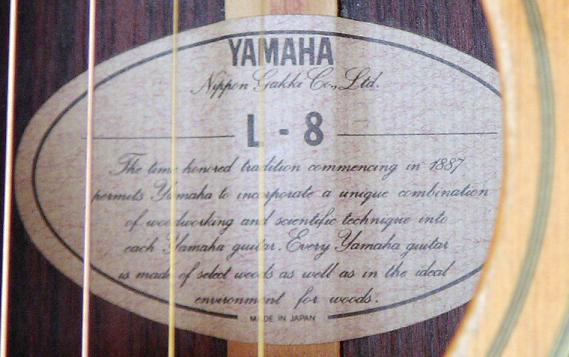 YAMAHA
Nippon Gakki Co., Ltd.
L - 8
The time honored tradition commencing in 1887
permits Yamaha to incorporate a unique combination
of woodworking and scientific technique into
each Yamaha guitar. Every Yamaha guitar
is made of select woods as well as in the ideal
environment for woods.
MADE IN JAPAN